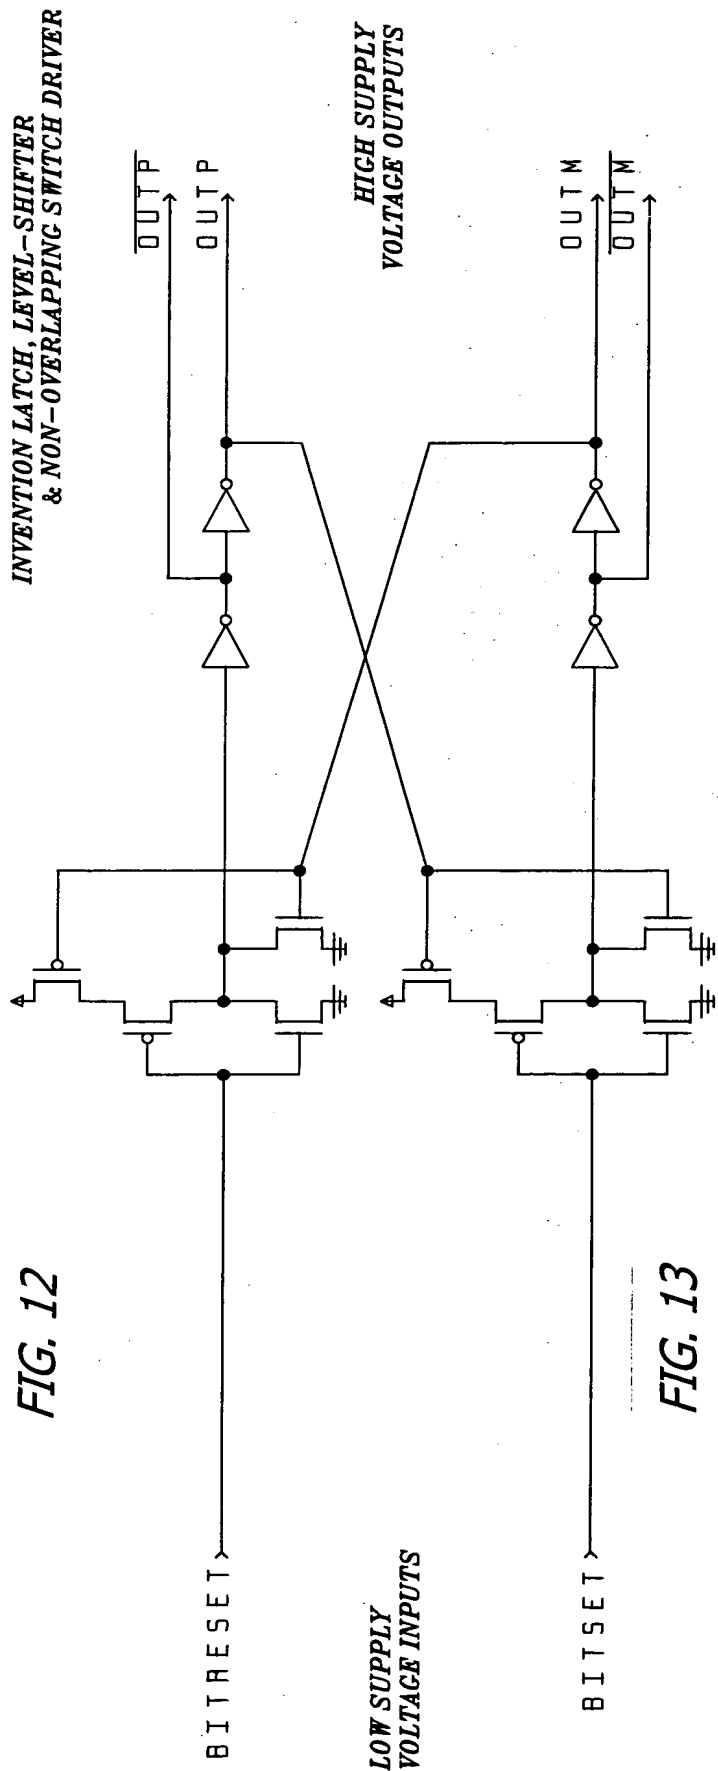 INVENTION LATCH, LEVEL-SHIFTER
& NON-OVERLAPPING SWITCH DRIVER
OUTP
OUTP
HIGH SUPPLY
VOLTAGE OUTPUTS
OUTM
OUTM
FIG. 12
FIG. 13
BITRESET
LOW SUPPLY
VOLTAGE INPUTS
BITSET